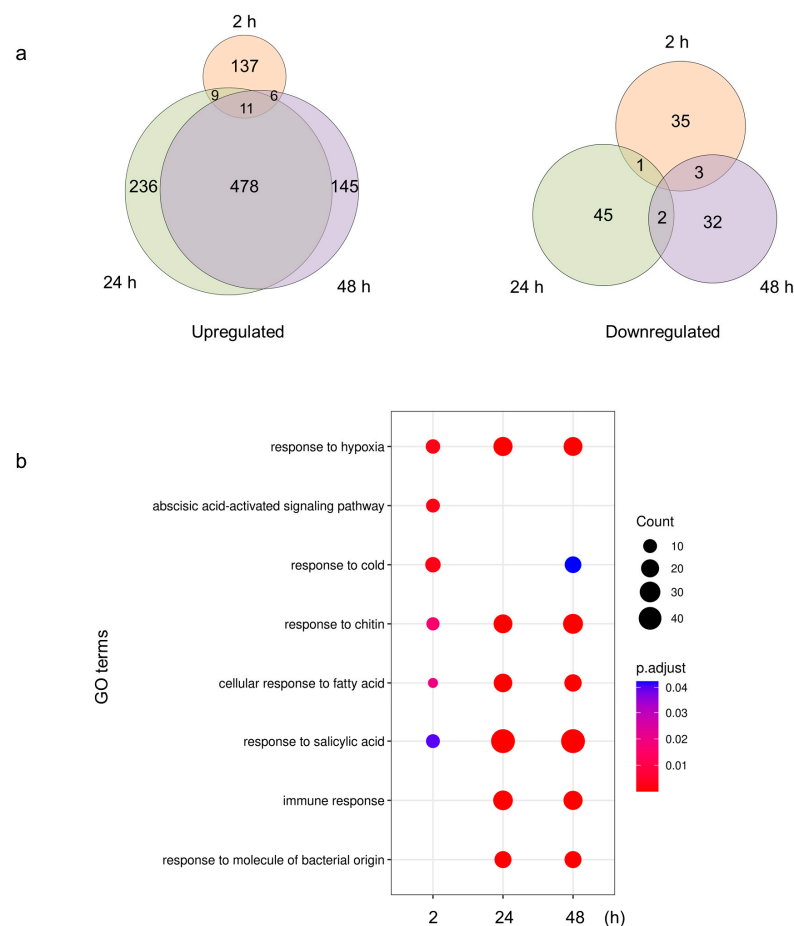 a
2 h
137
9
6
11
236
478
145
24 h
48 h
Upregulated
2 h
35
1
3
45
2
32
24 h
48 h
Downregulated
b
GO terms
response to hypoxia
abscisic acid-activated signaling pathway
response to cold
response to chitin
cellular response to fatty acid
response to salicylic acid
immune response
response to molecule of bacterial origin
2 24 48 (h)
Count
10
20
30
40
p.adjust
0.04
0.03
0.02
0.01